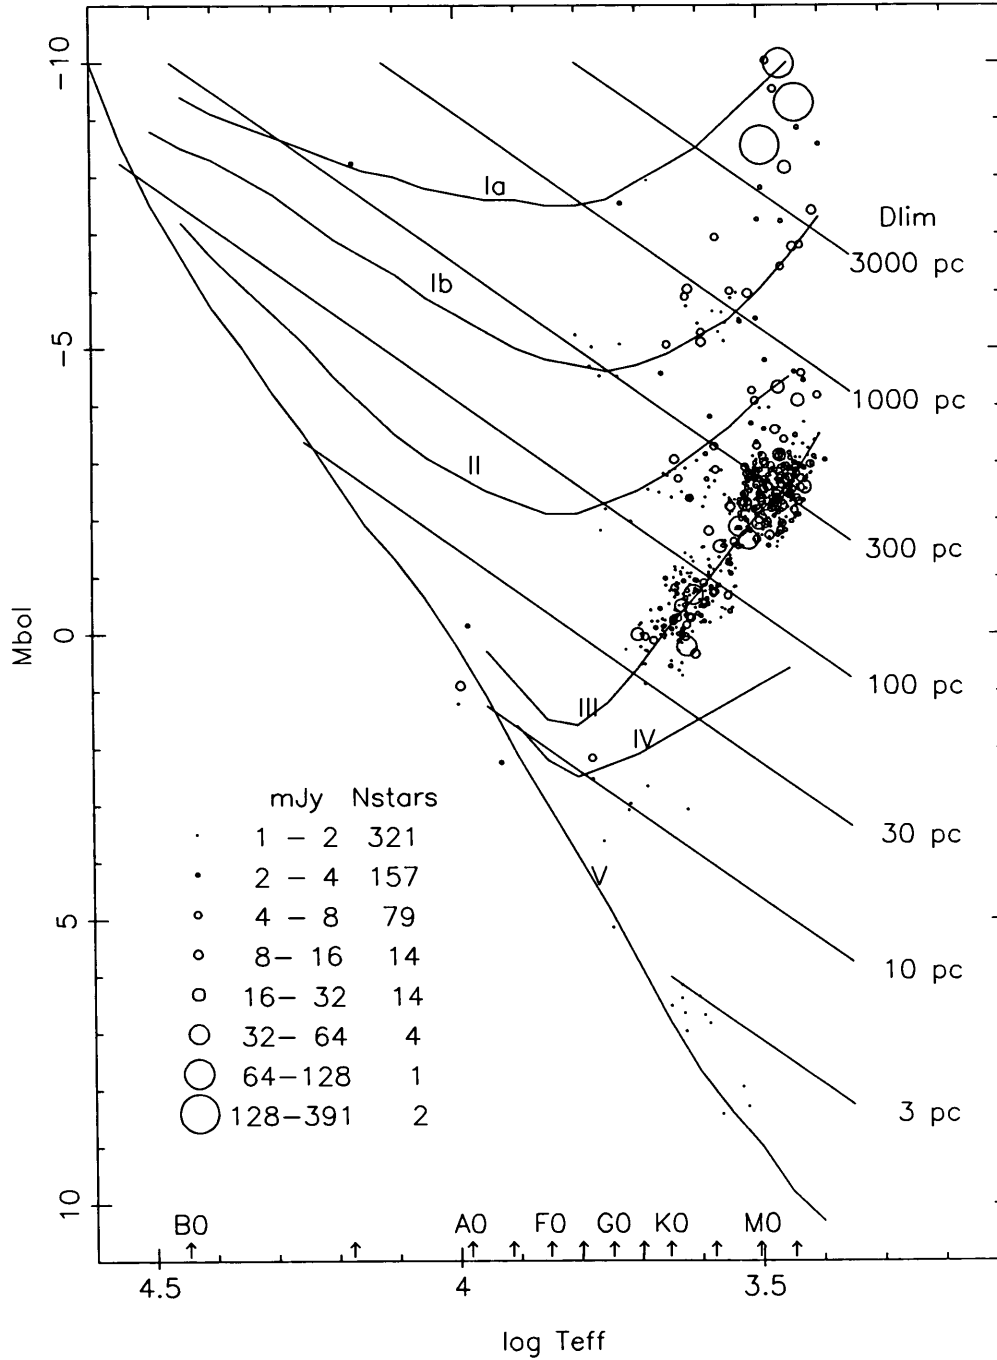 -10
Ia
Dlim
3000 pc
Ib
-5
1000 pc
II
300 pc
Mbol
0
100 pc
III
IV
mJy Nstars
1 – 2 321
30 pc
2 – 4 157
V
4 – 8 79
5
8– 16 14
10 pc
16– 32 14
32– 64 4
64–128 1
128–391 2
3 pc
10
B0 A0 F0 G0 K0 M0
4.5 4 3.5
log Teff